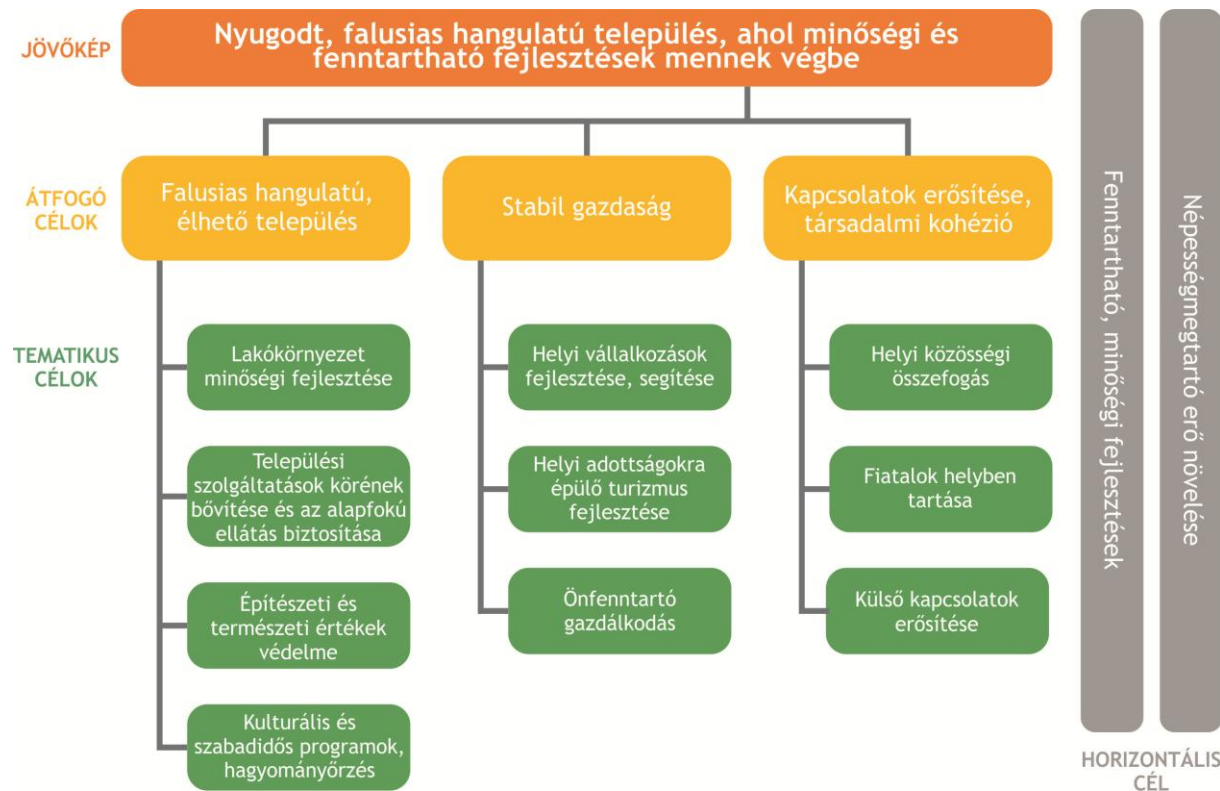 JÖVŐKÉP
Nyugodt, falusias hangulatú település, ahol minőségi és
fenntartható fejlesztések mennek végbe
ÁTFOGÓ
CÉLOK
Falusias hangulatú,
élhető település
Stabil gazdaság
Kapcsolatok erősítése,
társadalmi kohézió
TEMATIKUS
CÉLOK
Lakókörnyezet
minőségi fejlesztése
Települési
szolgáltatások körének
bővítése és az alapfokú
ellátás biztosítása
Építészeti és
természeti értékek
védelme
Kulturális és
szabadidős programok,
hagyományőrzés
Helyi vállalkozások
fejlesztése, segítése
Helyi adottságokra
épülő turizmus
fejlesztése
Önfenntartó
gazdálkodás
Helyi közösségi
összefogás
Fiatalok helyben
tartása
Külső kapcsolatok
erősítése
Fenntartható, minőségi fejlesztések
Népességmegtartó erő növelése
HORIZONTÁLIS
CÉL